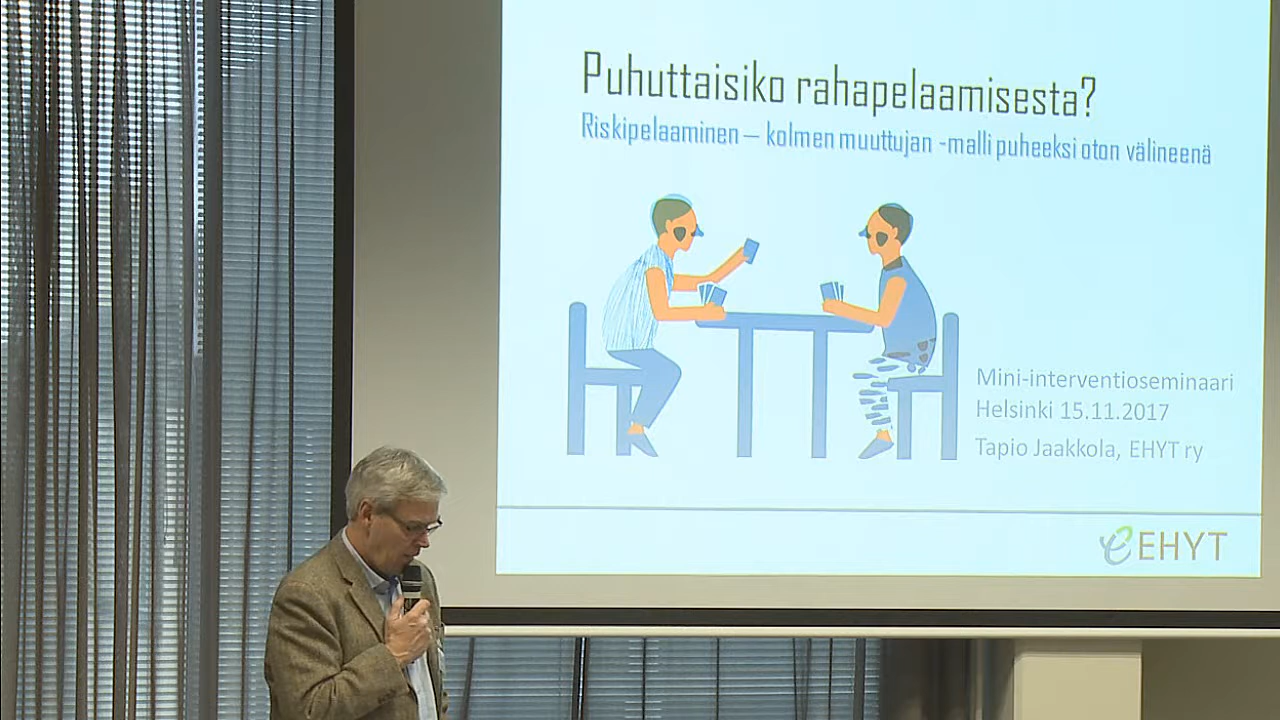 Puhuttaisiko rahapelaamisesta?
Riskipelaaminen – kolmen muuttujan -malli puheeksi oton välineenä
Mini-interventioseminaari
Helsinki 15.11.2017
Tapio Jaakkola, EHYT ry
EHYT